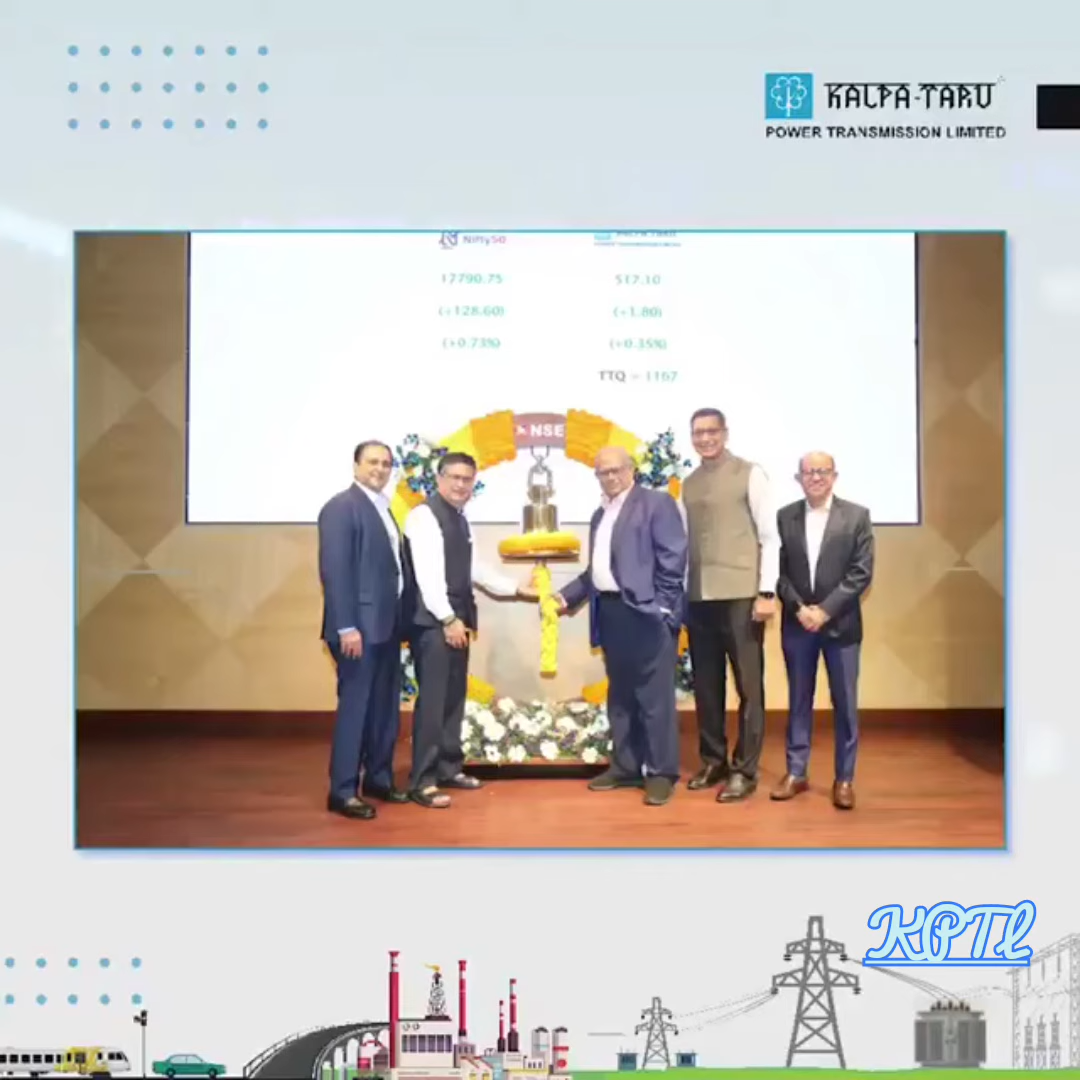 KALPA-TARU
POWER TRANSMISSION LIMITED
Nifty50
17790.75
517.10
(+128.60)
(+1.80)
(+0.73%)
(+0.35%)
TTQ = 1167
NSE
KPTL